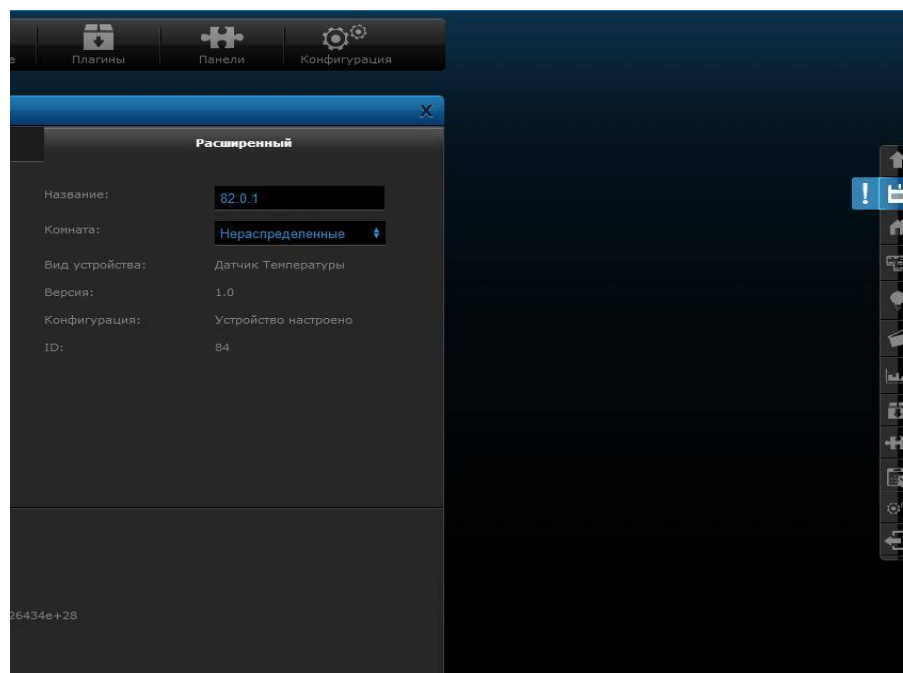 Плагины Панели Конфигурация
X
Расширенный
Название: 82.0.1
Комната: Нераспределенные
Вид устройства: Датчик Температуры
Версия: 1.0
Конфигурация: Устройство настроено
ID: 84
26434e+28